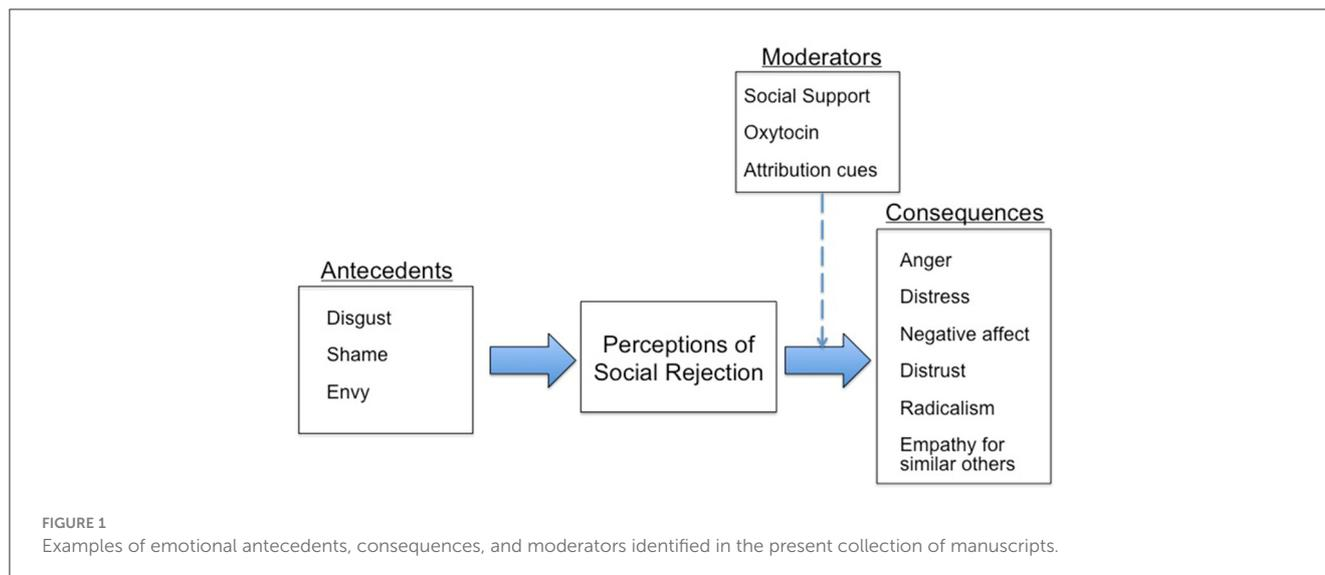 Moderators
Social Support
Oxytocin
Attribution cues
Consequences
Anger
Distress
Negative affect
Distrust
Radicalism
Empathy for
similar others
Antecedents
Disgust
Shame
Envy
Perceptions of
Social Rejection
FIGURE 1
Examples of emotional antecedents, consequences, and moderators identified in the present collection of manuscripts.